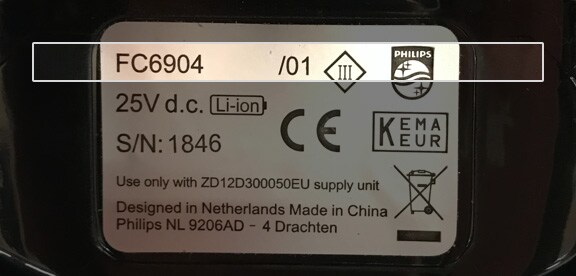 FC6904 /01 III PHILIPS
25V d.c. Li-ion
CE KEMA EUR
S/N: 1846
Use only with ZD12D300050EU supply unit
Designed in Netherlands Made in China
Philips NL 9206AD - 4 Drachten